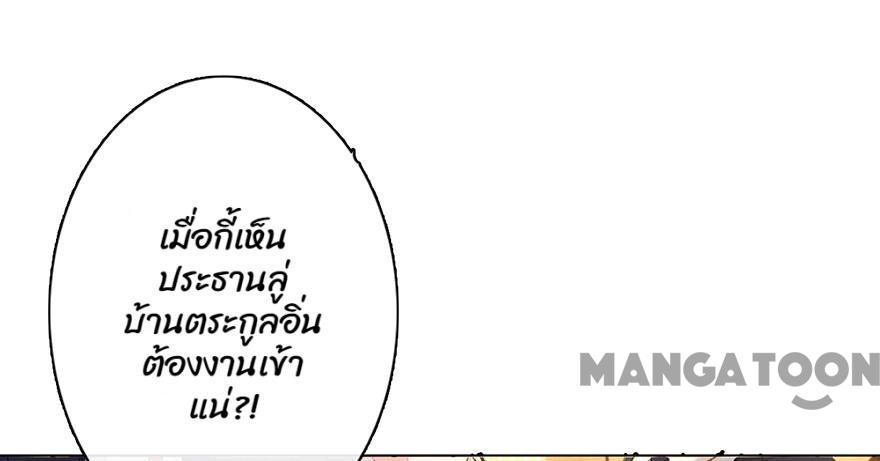 เมื่อกี้เห็น
ประธานลู่
บ้านตระกูลอิ่น
ต้องงานเข้า
แน่?!
MANGATOON